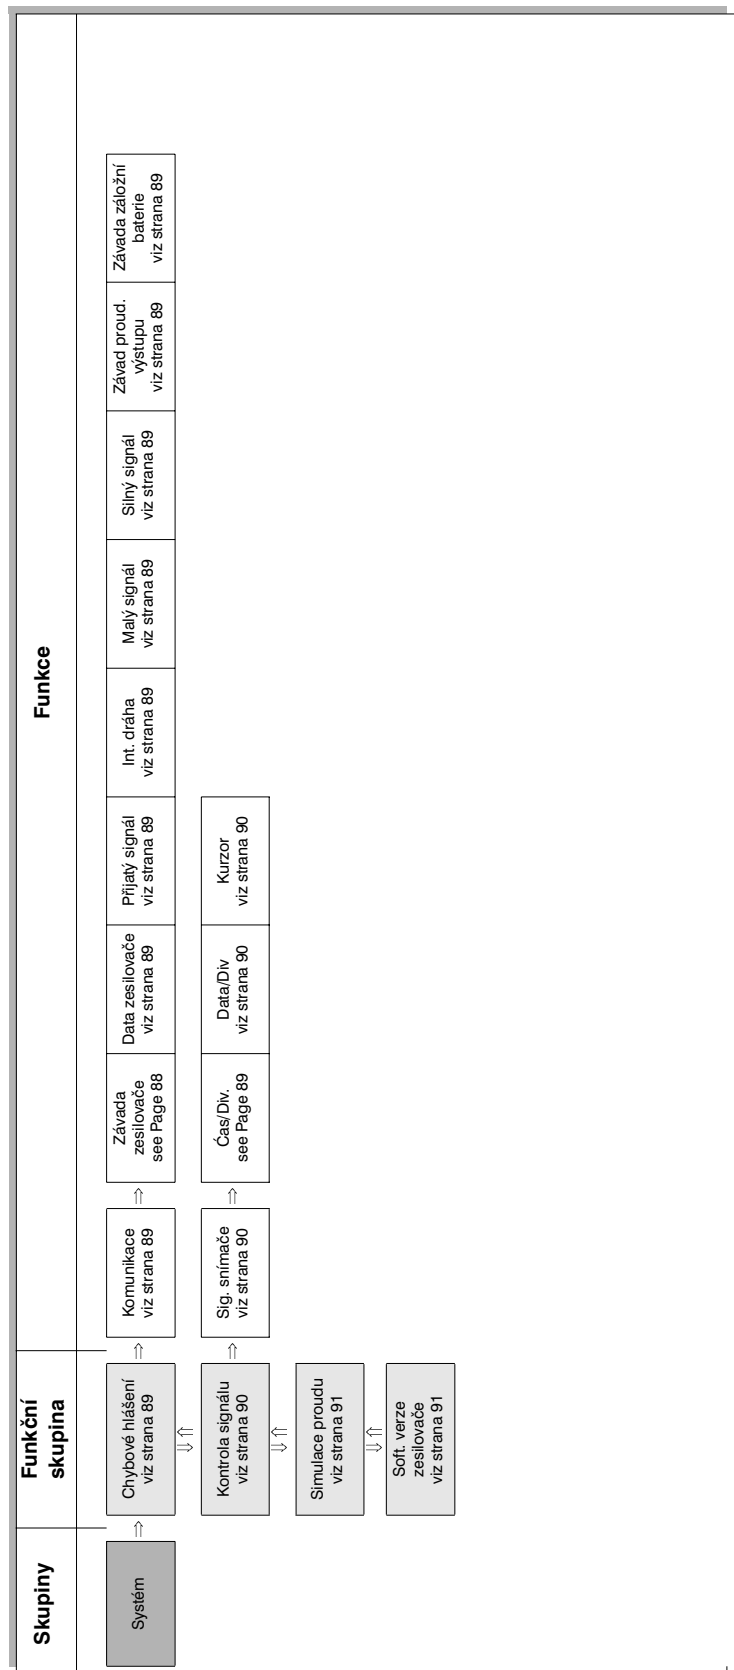 Skupiny
Funkční
skupina
Funkce
Systém
Chybové hlášení
viz strana 89
Komunikace
viz strana 89
Závada
zesilovače
see Page 88
Data zesilovače
viz strana 89
Přijatý signál
viz strana 89
Int. dráha
viz strana 89
Malý signál
viz strana 89
Silný signál
viz strana 89
Závad proud.
výstupu
viz strana 89
Závada záložní
baterie
viz strana 89
Kontrola signálu
viz strana 90
Sig. snímače
viz strana 90
Ćas/Div.
see Page 89
Data/Div
viz strana 90
Kurzor
viz strana 90
Simulace proudu
viz strana 91
Soft. verze
zesilovače
viz strana 91